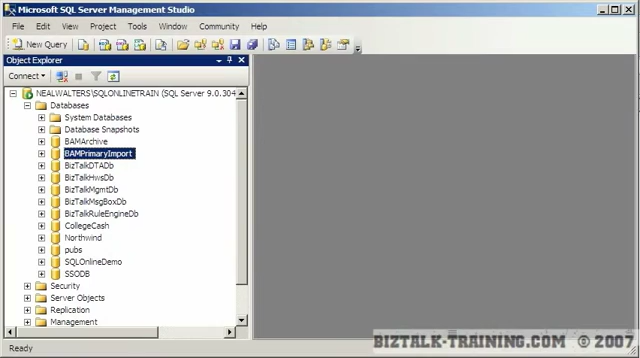 Microsoft SQL Server Management Studio
File Edit View Project Tools Window Community Help
New Query
Object Explorer
Connect
NEALWALTERS\SQLONLINETRAIN (SQL Server 9.0.304
Databases
System Databases
Database Snapshots
BAMArchive
BAMPrimaryImport
BizTalkDTADb
BizTalkHwsDb
BizTalkMgmtDb
BizTalkMsgBoxDb
BizTalkRuleEngineDb
CollegeCash
Northwind
pubs
SQLOnlineDemo
SSODB
Security
Server Objects
Replication
Management
Ready
BIZTALK-TRAINING.COM © 2007